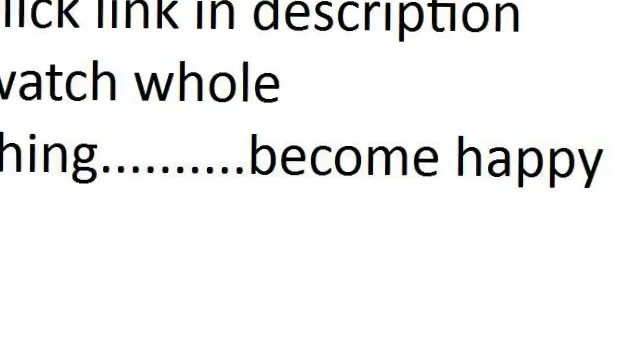 lick link in description
watch whole
hing..........become happy